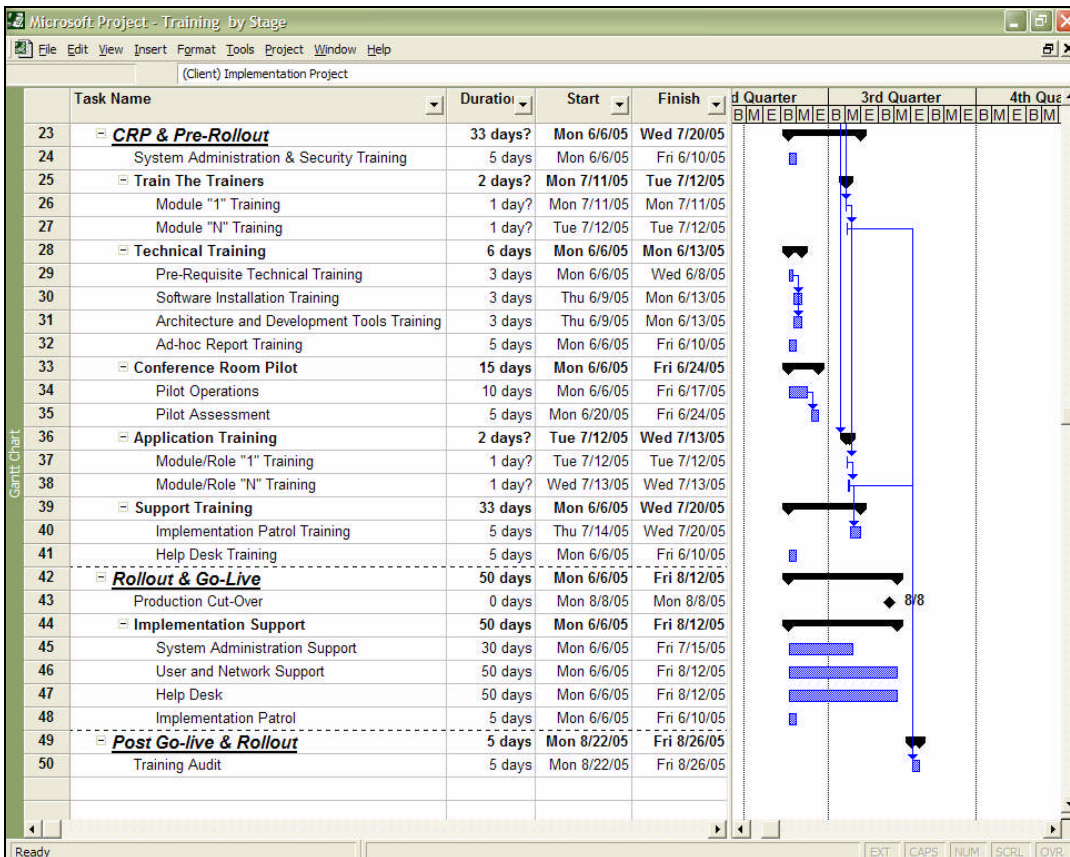 Microsoft Project - Training by Stage
File Edit View Insert Format Tools Project Window Help
(Client) Implementation Project
Task Name Duration Start Finish d Quarter 3rd Quarter 4th Qua
B M E B M E B M E B M E B M E B M E B M
23 CRP & Pre-Rollout 33 days? Mon 6/6/05 Wed 7/20/05
24 System Administration & Security Training 5 days Mon 6/6/05 Fri 6/10/05
25 Train The Trainers 2 days? Mon 7/11/05 Tue 7/12/05
26 Module "1" Training 1 day? Mon 7/11/05 Mon 7/11/05
27 Module "N" Training 1 day? Tue 7/12/05 Tue 7/12/05
28 Technical Training 6 days Mon 6/6/05 Mon 6/13/05
29 Pre-Requisite Technical Training 3 days Mon 6/6/05 Wed 6/8/05
30 Software Installation Training 3 days Thu 6/9/05 Mon 6/13/05
31 Architecture and Development Tools Training 3 days Thu 6/9/05 Mon 6/13/05
32 Ad-hoc Report Training 5 days Mon 6/6/05 Fri 6/10/05
33 Conference Room Pilot 15 days Mon 6/6/05 Fri 6/24/05
34 Pilot Operations 10 days Mon 6/6/05 Fri 6/17/05
35 Pilot Assessment 5 days Mon 6/20/05 Fri 6/24/05
36 Application Training 2 days? Tue 7/12/05 Wed 7/13/05
37 Module/Role "1" Training 1 day? Tue 7/12/05 Tue 7/12/05
38 Module/Role "N" Training 1 day? Wed 7/13/05 Wed 7/13/05
39 Support Training 33 days Mon 6/6/05 Wed 7/20/05
40 Implementation Patrol Training 5 days Thu 7/14/05 Wed 7/20/05
41 Help Desk Training 5 days Mon 6/6/05 Fri 6/10/05
42 Rollout & Go-Live 50 days Mon 6/6/05 Fri 8/12/05
43 Production Cut-Over 0 days Mon 8/8/05 Mon 8/8/05 8/8
44 Implementation Support 50 days Mon 6/6/05 Fri 8/12/05
45 System Administration Support 30 days Mon 6/6/05 Fri 7/15/05
46 User and Network Support 50 days Mon 6/6/05 Fri 8/12/05
47 Help Desk 50 days Mon 6/6/05 Fri 8/12/05
48 Implementation Patrol 5 days Mon 6/6/05 Fri 6/10/05
49 Post Go-live & Rollout 5 days Mon 8/22/05 Fri 8/26/05
50 Training Audit 5 days Mon 8/22/05 Fri 8/26/05
Gantt Chart
Ready EXT CAPS NUM SCRL OVR